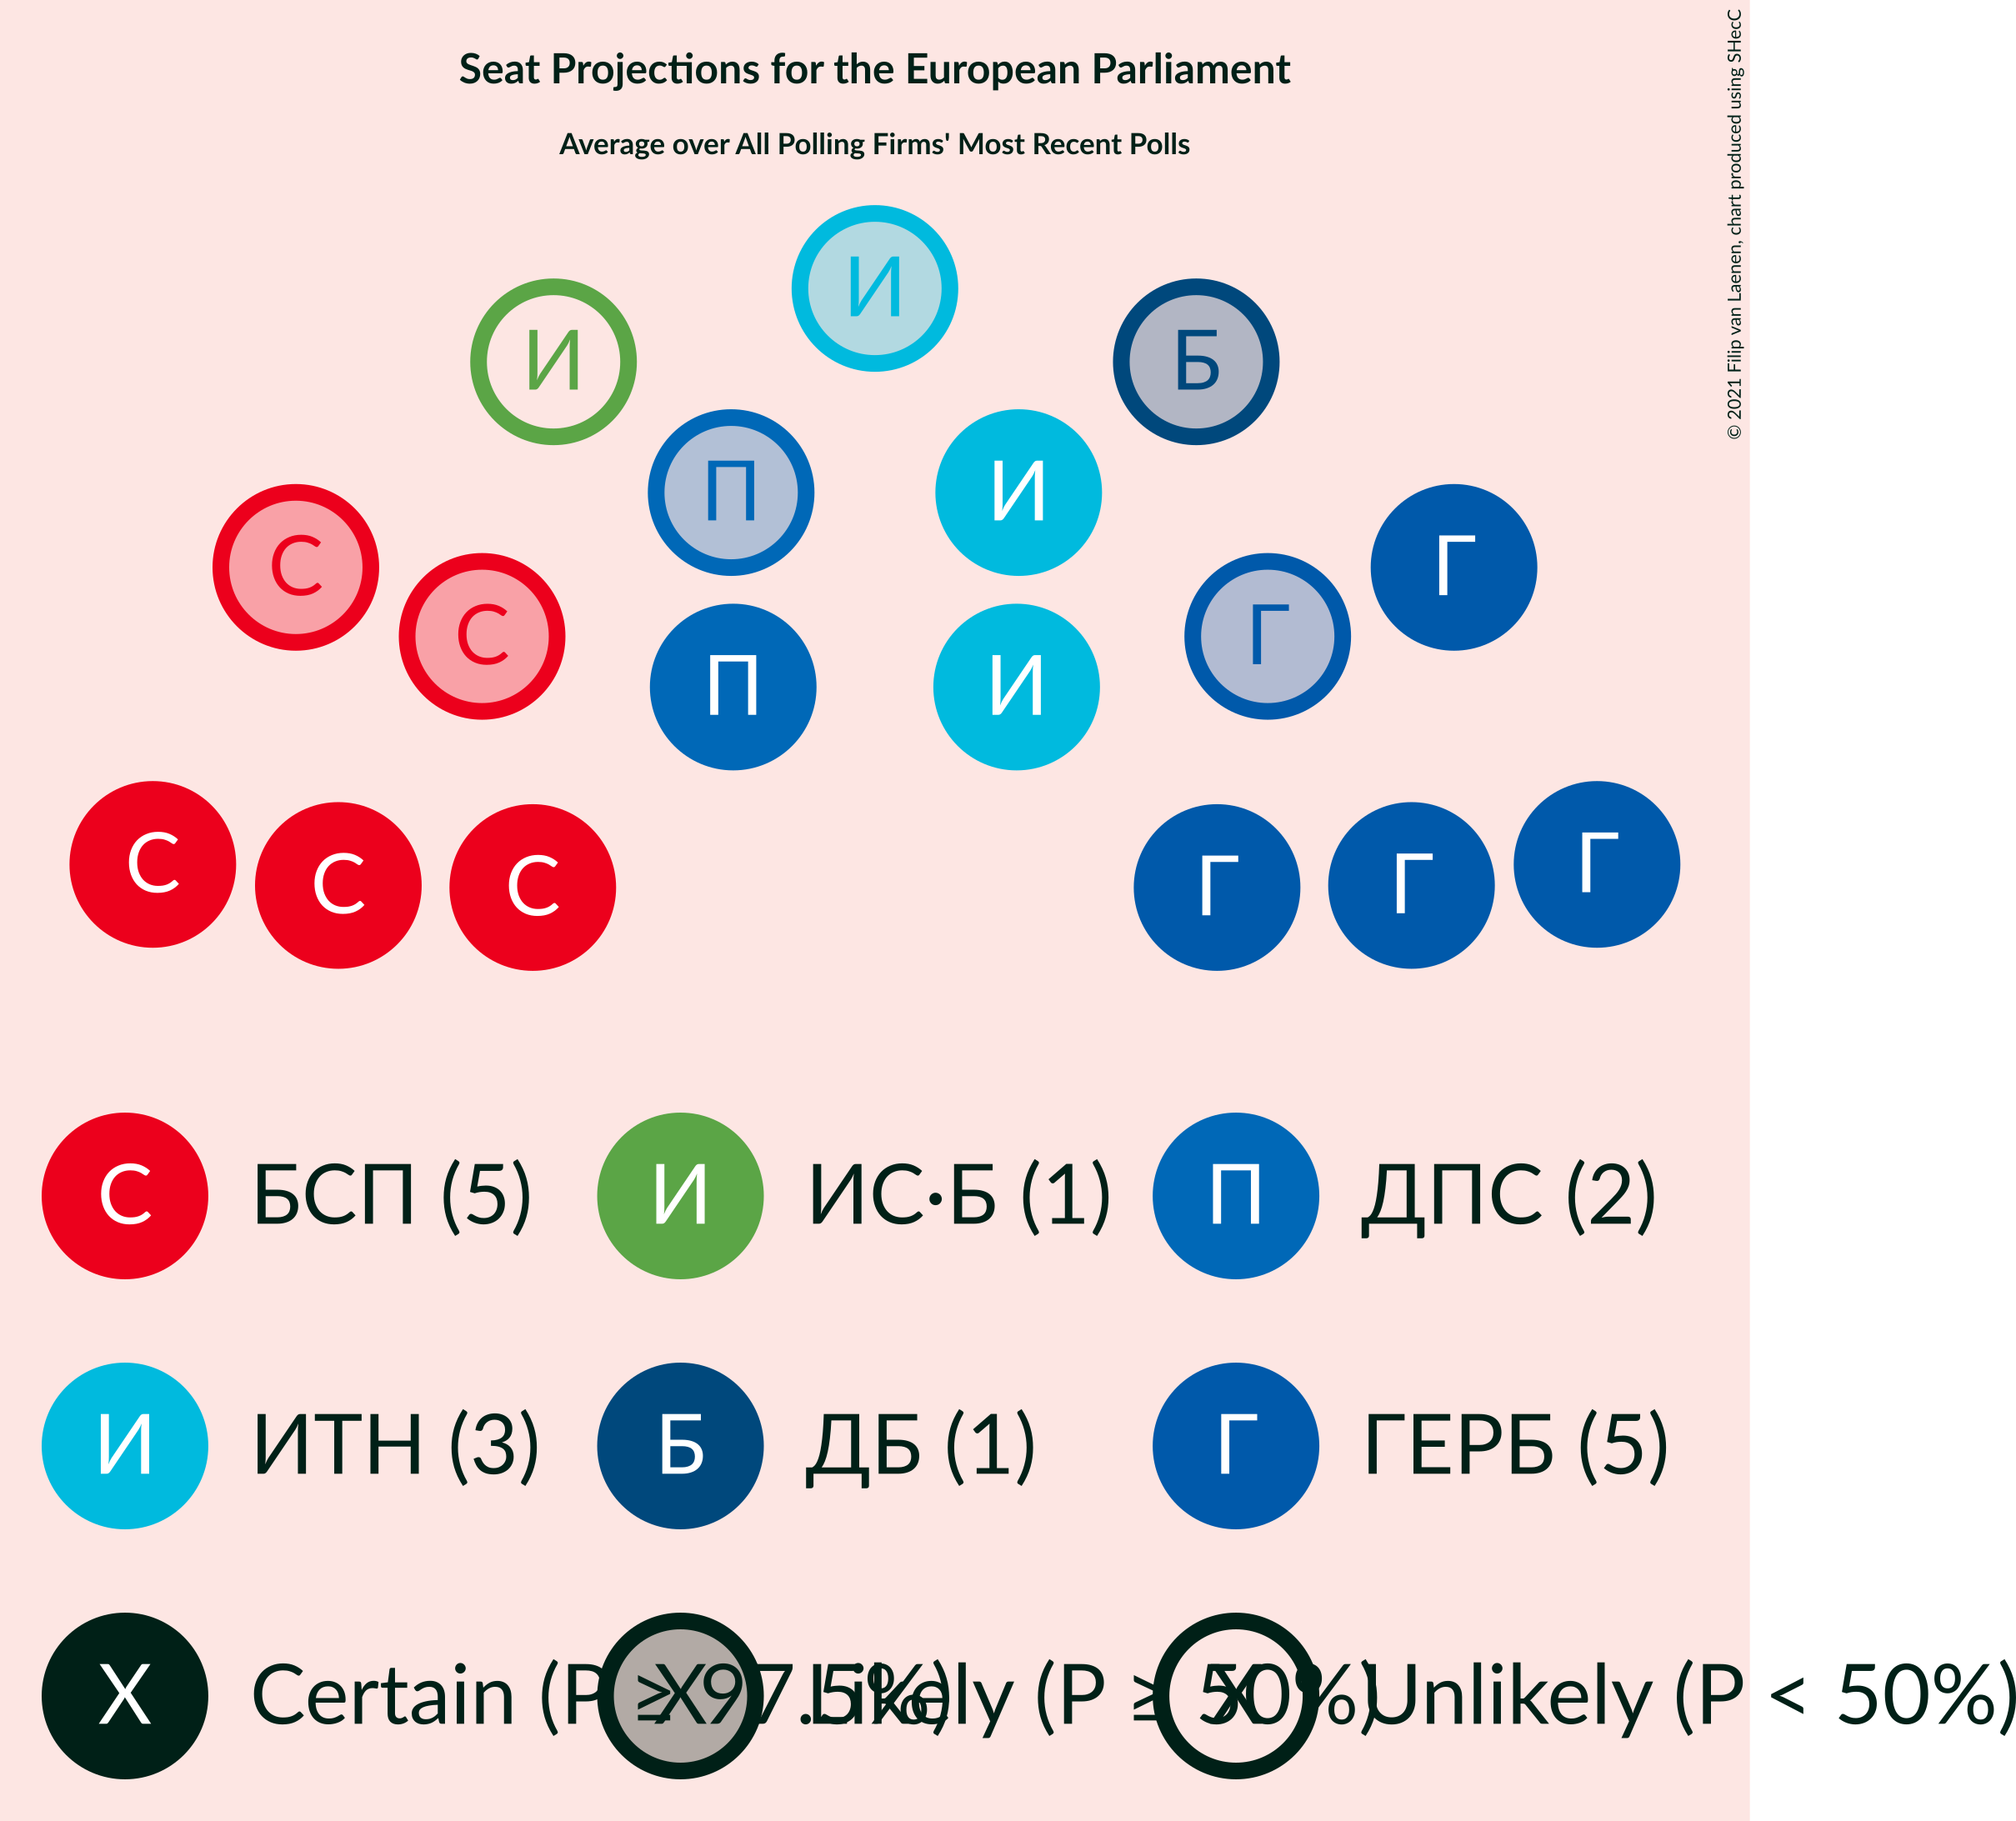 Seat Projections for the European Parliament
Average over All Polling Firms' Most Recent Polls
© 2021 Filip van Laenen, chart produced using SHecC
И
И
Б
П
И
С
Г
С
Г
П
И
С
С
С
Г
Г
Г
С БСП (5) И ИС•Б (1) П ДПС (2)
И ИТН (3) Б ДБ (1) Г ГЕРБ (5)
X Certain (P ≥ 97.5%) X Likely (P ≥ 50%) X Unlikely (P < 50%)